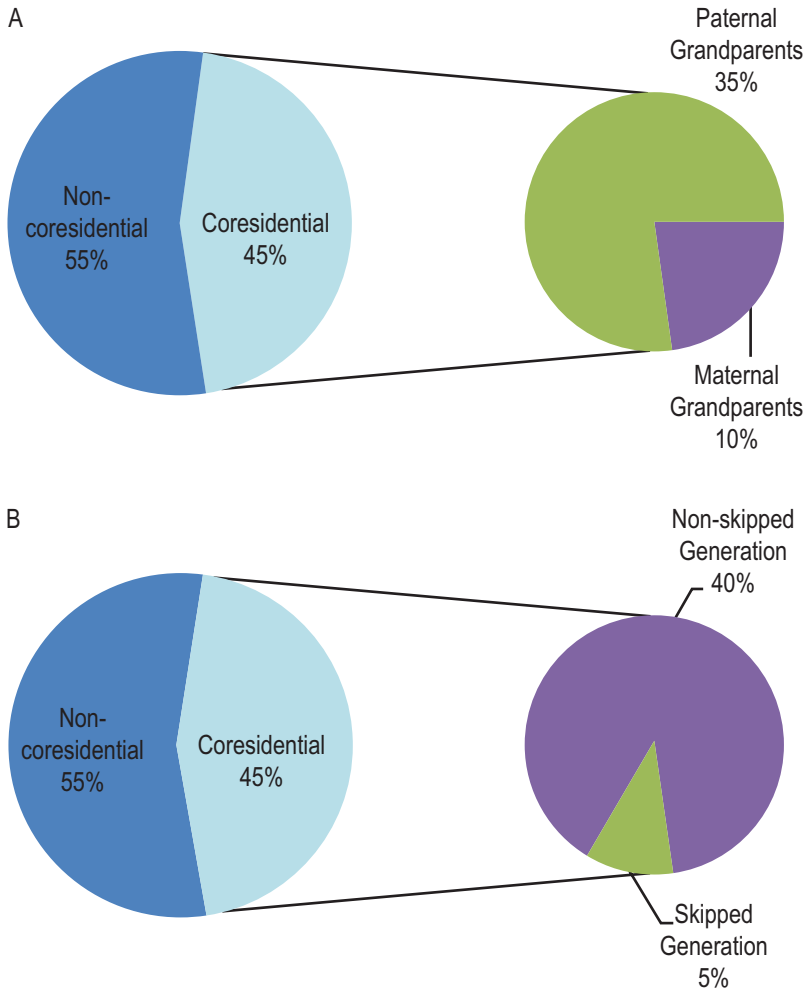 A
Paternal
Grandparents
35%
Non-
coresidential
55%
Coresidential
45%
Maternal
Grandparents
10%
B
Non-skipped
Generation
40%
Non-
coresidential
55%
Coresidential
45%
Skipped
Generation
5%